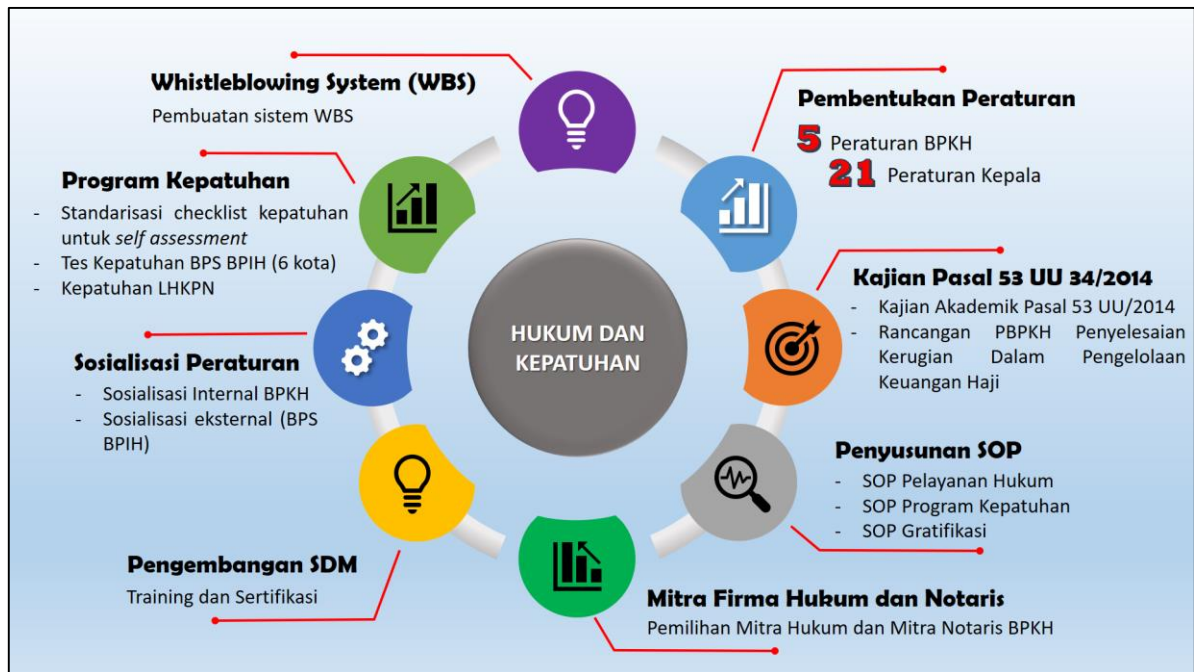 Whistleblowing System (WBS)
Pembuatan sistem WBS
Pembentukan Peraturan
5 Peraturan BPKH
21 Peraturan Kepala
Program Kepatuhan
- Standarisasi checklist kepatuhan
untuk self assessment
- Tes Kepatuhan BPS BPIH (6 kota)
- Kepatuhan LHKPN
Kajian Pasal 53 UU 34/2014
- Kajian Akademik Pasal 53 UU/2014
- Rancangan PBPKH Penyelesaian
Kerugian Dalam Pengelolaan
Keuangan Haji
HUKUM DAN
KEPATUHAN
Sosialisasi Peraturan
- Sosialisasi Internal BPKH
- Sosialisasi eksternal (BPS
BPIH)
Penyusunan SOP
- SOP Pelayanan Hukum
- SOP Program Kepatuhan
- SOP Gratifikasi
Pengembangan SDM
Training dan Sertifikasi
Mitra Firma Hukum dan Notaris
Pemilihan Mitra Hukum dan Mitra Notaris BPKH